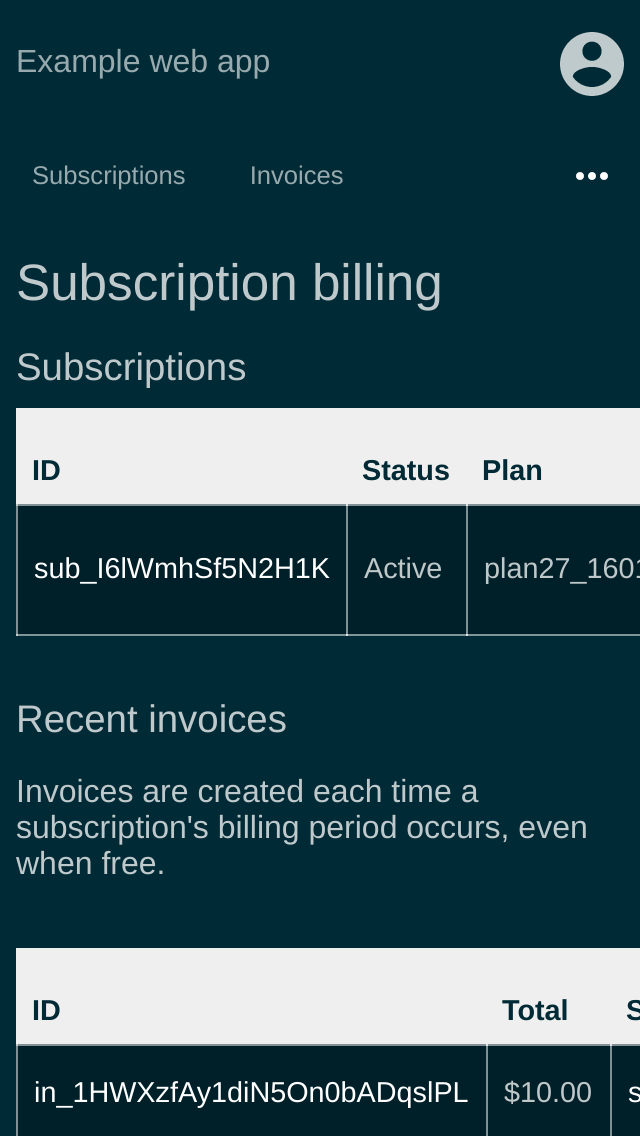 Example web app
Subscriptions Invoices
Subscription billing
Subscriptions
ID Status Plan
sub_I6lWmhSf5N2H1K Active plan27_1601
Recent invoices
Invoices are created each time a
subscription's billing period occurs, even
when free.
ID Total S
in_1HWXzfAy1diN5On0bADqslPL $10.00 s